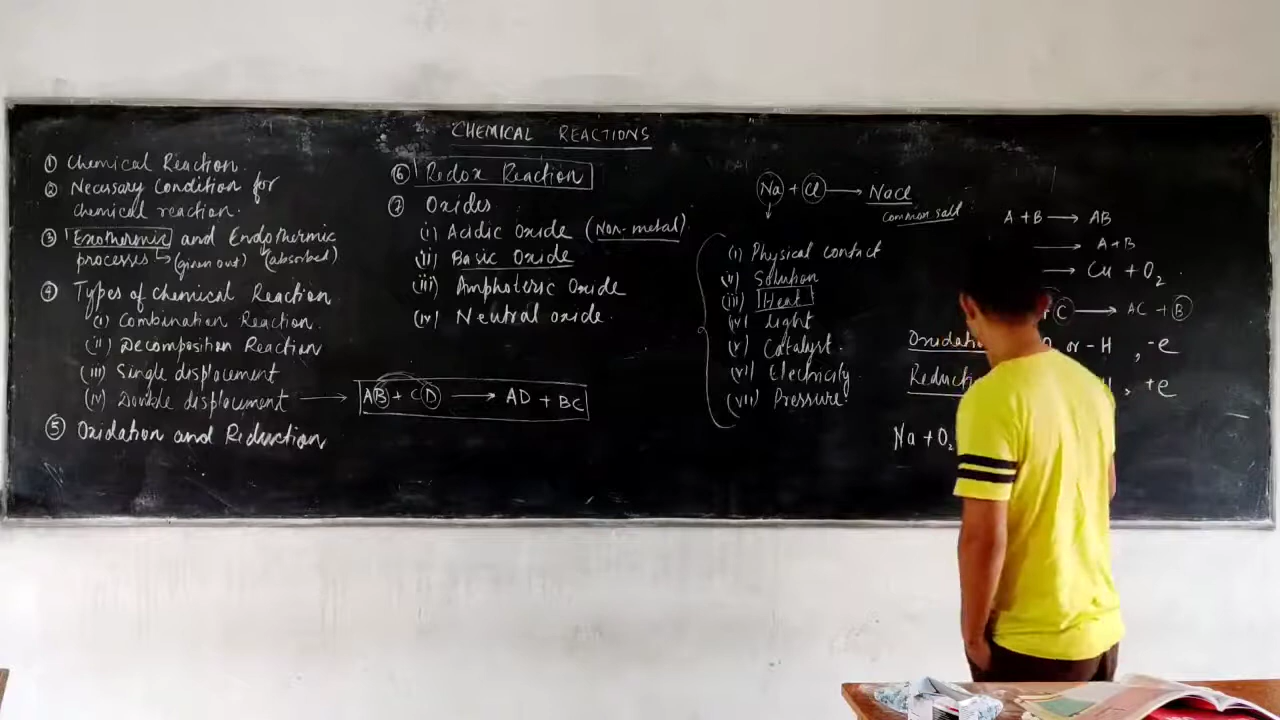 CHEMICAL REACTIONS
① Chemical Reaction.
② Necessary Condition for
chemical reaction.
③ Exothermic and Endothermic
processes (given out) (absorbed)
④ Types of Chemical Reaction
(i) Combination Reaction.
(ii) Decomposition Reaction
(iii) Single displacement
(iv) Double displacement → AB + CD → AD + BC
⑤ Oxidation and Reduction
⑥ Redox Reaction
⑦ Oxides
(i) Acidic Oxide (Non-metal)
(ii) Basic Oxide
(iii) Amphoteric Oxide
(iv) Neutral oxide.
Na + Cl → NaCl
common salt
(i) Physical contact
(ii) Solution
(iii) Heat
(iv) light
(v) Catalyst.
(vi) Electricity
(vii) Pressure
A + B → AB
→ A + B
→ Cu + O₂.
C → AC + B
or -H, -e
, +e
Na + O₂